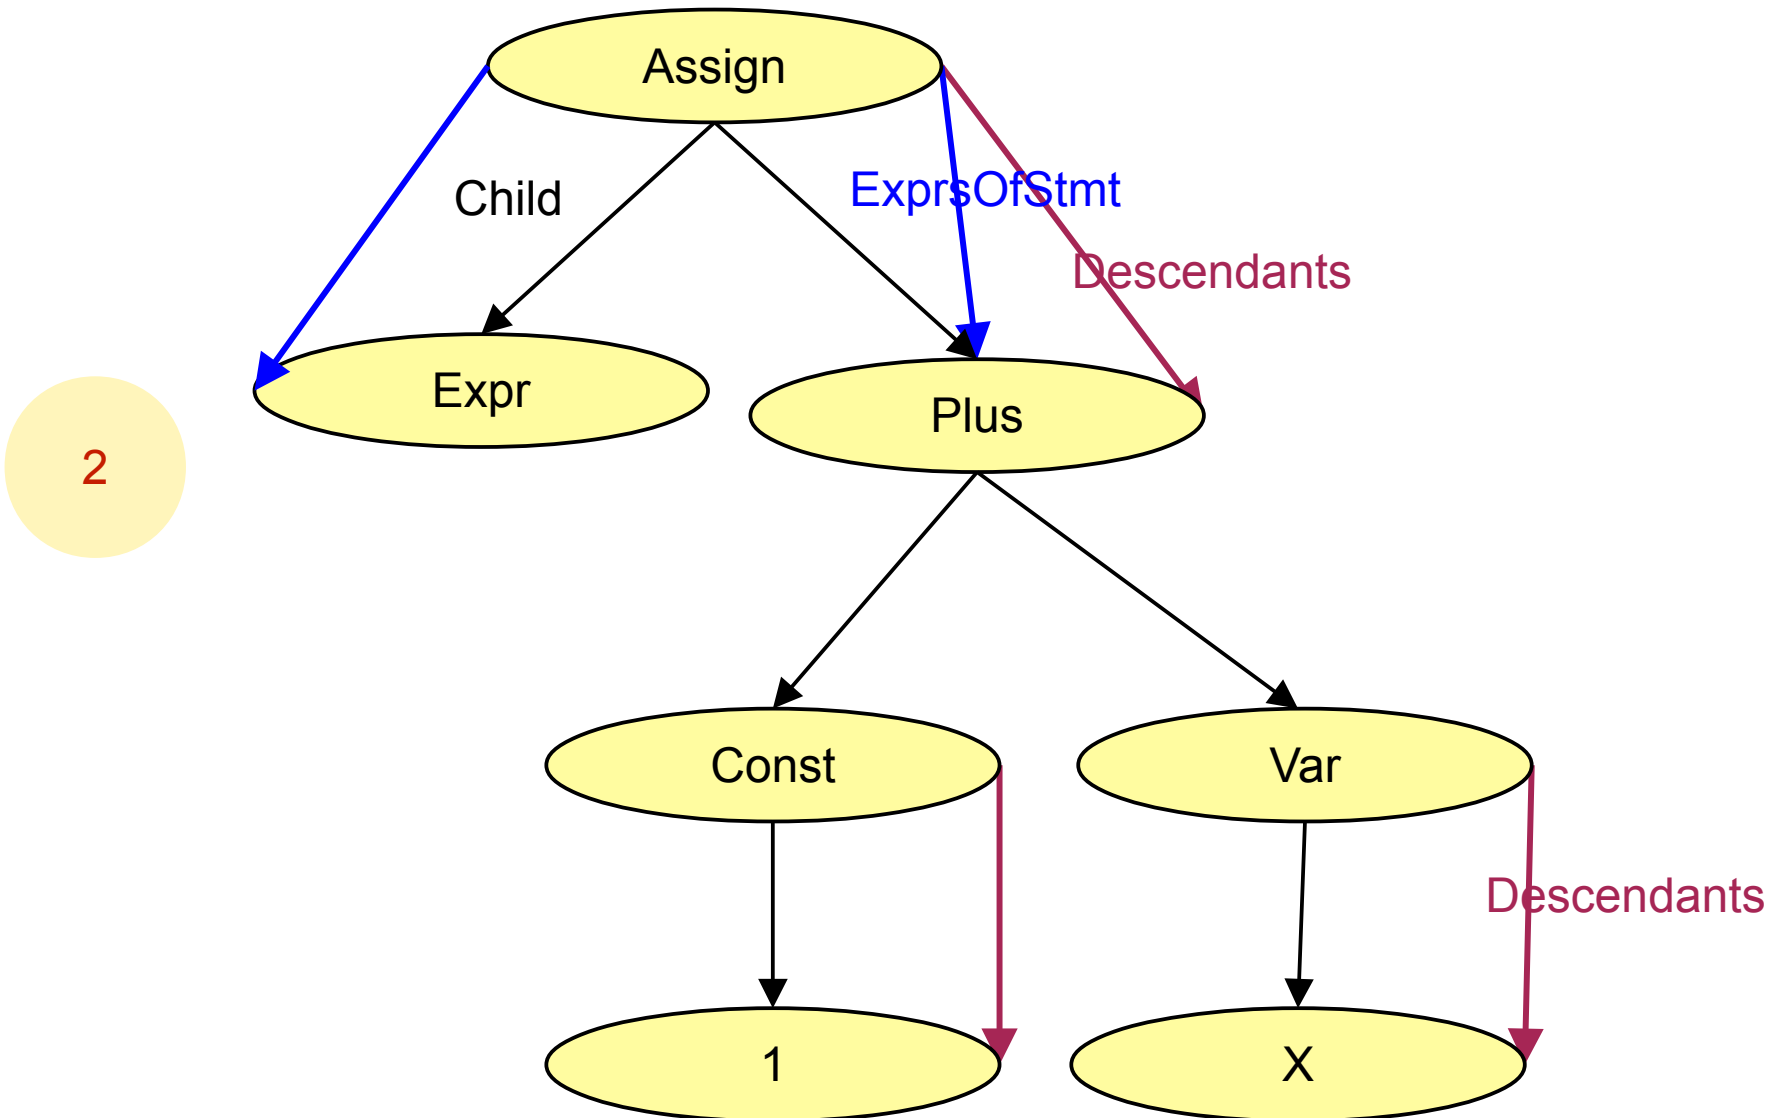 Assign
Child
ExprsOfStmt
Descendants
Expr
Plus
2
Const
Var
Descendants
1
X